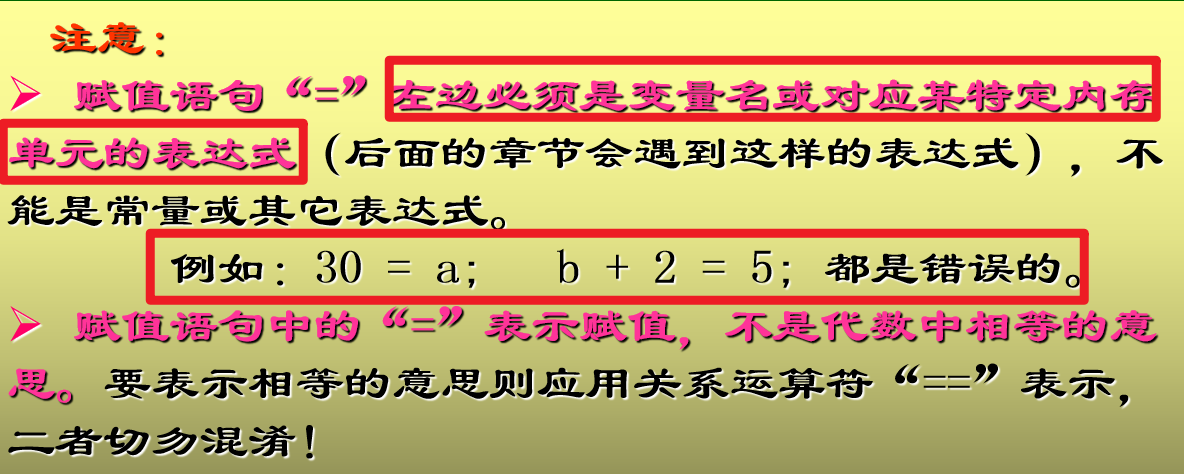 注意：
➢ 赋值语句“=”左边必须是变量名或对应某特定内存
单元的表达式（后面的章节会遇到这样的表达式），不
能是常量或其它表达式。
例如：30 = a;   b + 2 = 5; 都是错误的。
➢ 赋值语句中的“=”表示赋值，不是代数中相等的意
思。要表示相等的意思则应用关系运算符“==”表示，
二者切勿混淆！